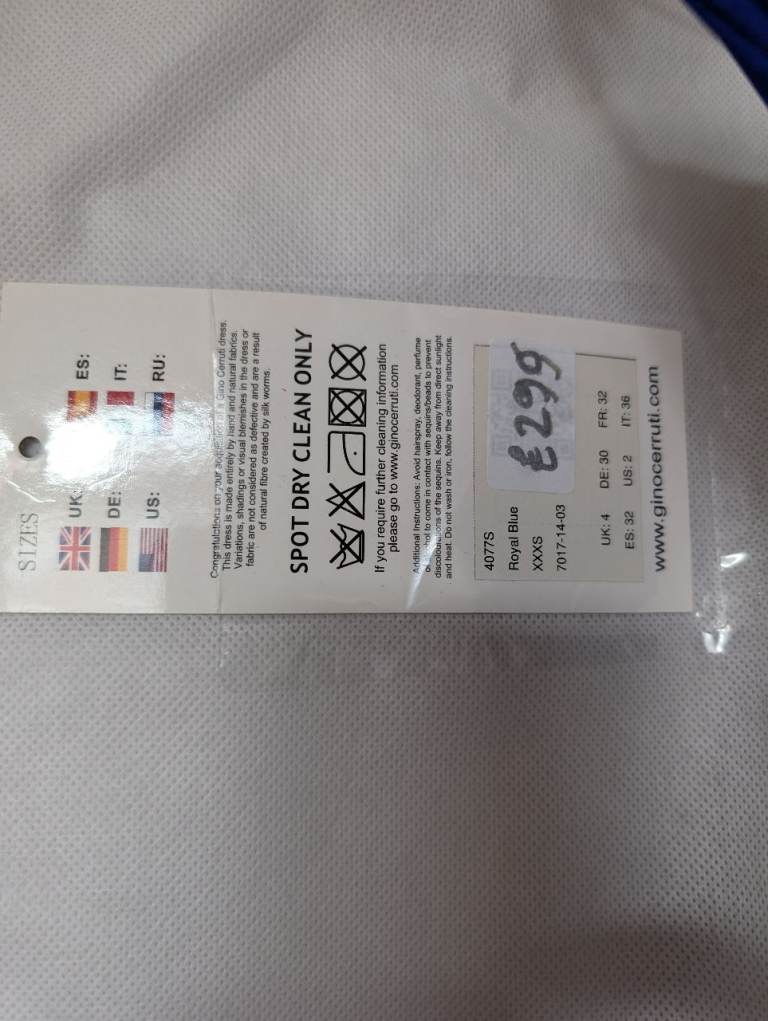 SIZES
UK: ES:
DE: IT:
US: RU:
Congratulations on your Gino Cerruti dress.
This dress is made entirely by hand and natural fabrics.
Variations, shadings or visual blemishes in the dress or
fabric are not considered as defective and are a result
of natural fibre created by silk worms.
SPOT DRY CLEAN ONLY
If you require further cleaning information
please go to www.ginocerruti.com
Additional Instructions: Avoid hairspray, deodorant, perfume
to come in contact with sequins/beads to prevent
discolourations of the sequins. Keep away from direct sunlight
and heat. Do not wash or iron, follow the cleaning instructions.
4077S
Royal Blue
XXXS
7017-14-03
£299
UK: 4 DE: 30 FR: 32
ES: 32 US: 2 IT: 36
www.ginocerruti.com